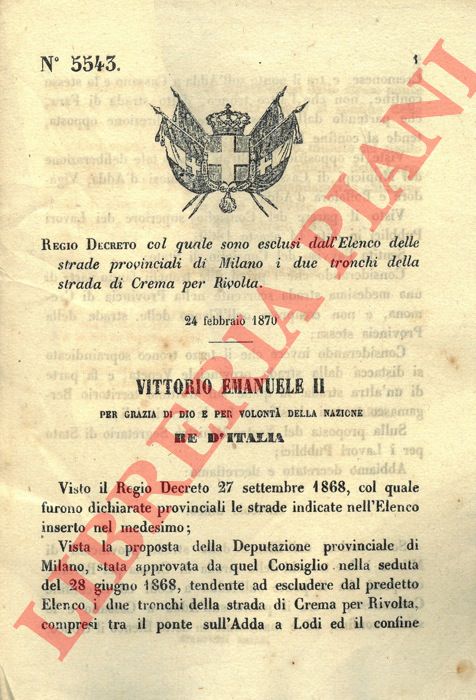 N° 5543.
1
REGIO DECRETO col quale sono esclusi dall'Elenco delle
strade provinciali di Milano i due tronchi della
strada di Crema per Rivolta.
24 febbraio 1870
VITTORIO EMANUELE II
PER GRAZIA DI DIO E PER VOLONTÀ DELLA NAZIONE
RE D'ITALIA
Visto il Regio Decreto 27 settembre 1868, col quale
furono dichiarate provinciali le strade indicate nell'Elenco
inserto nel medesimo;
Vista la proposta della Deputazione provinciale di
Milano, stata approvata da quel Consiglio nella seduta
del 28 giugno 1868, tendente ad escludere dal predetto
Elenco i due tronchi della strada di Crema per Rivolta,
compresi tra il ponte sull'Adda a Lodi ed il confine
LIBRERIA PIANI